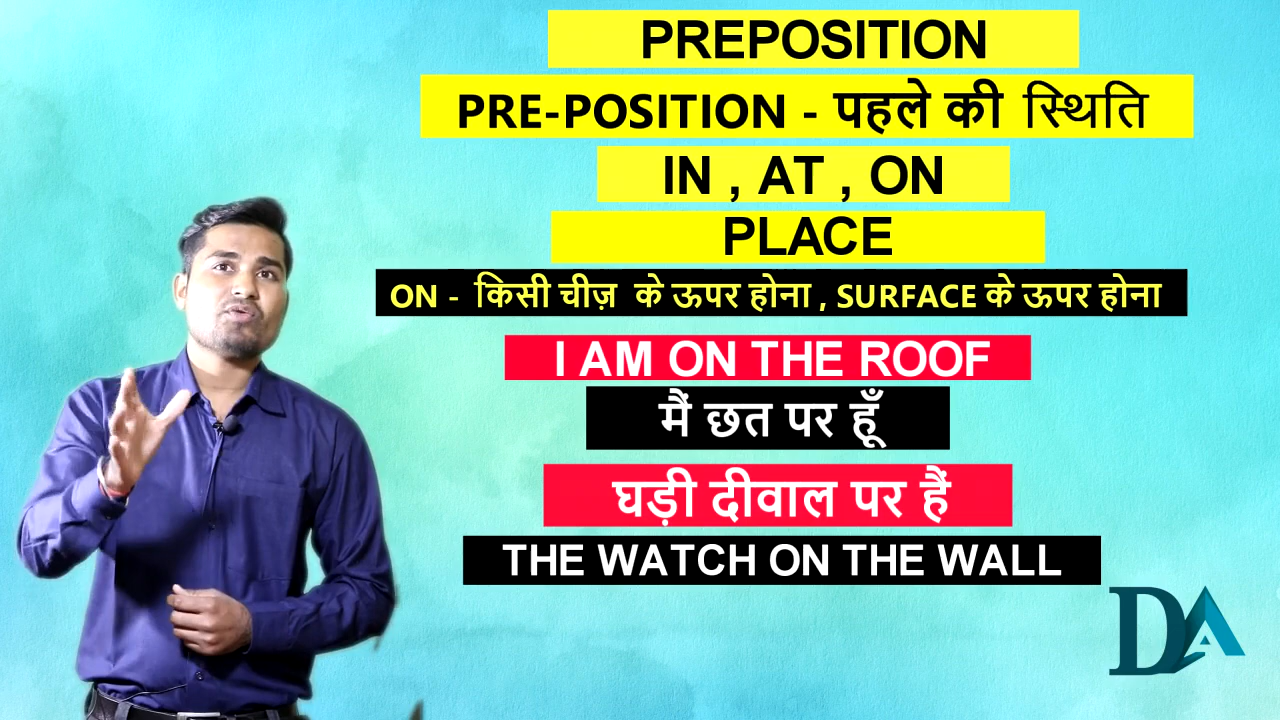 PREPOSITION
PRE-POSITION - पहले की स्थिति
IN , AT , ON
PLACE
ON - किसी चीज़ के ऊपर होना , SURFACE के ऊपर होना
I AM ON THE ROOF
मैं छत पर हूँ
घड़ी दीवाल पर हैं
THE WATCH ON THE WALL
DA